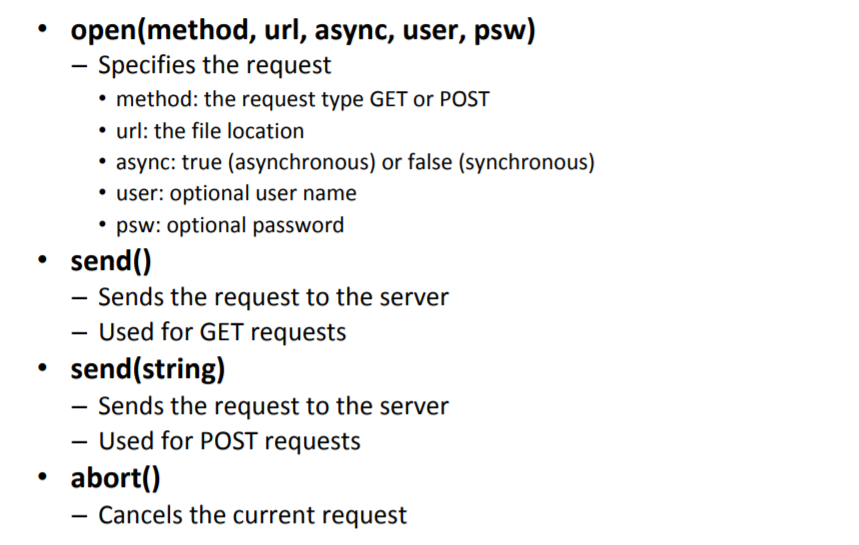 • open(method, url, async, user, psw)
– Specifies the request
• method: the request type GET or POST
• url: the file location
• async: true (asynchronous) or false (synchronous)
• user: optional user name
• psw: optional password
• send()
– Sends the request to the server
– Used for GET requests
• send(string)
– Sends the request to the server
– Used for POST requests
• abort()
– Cancels the current request